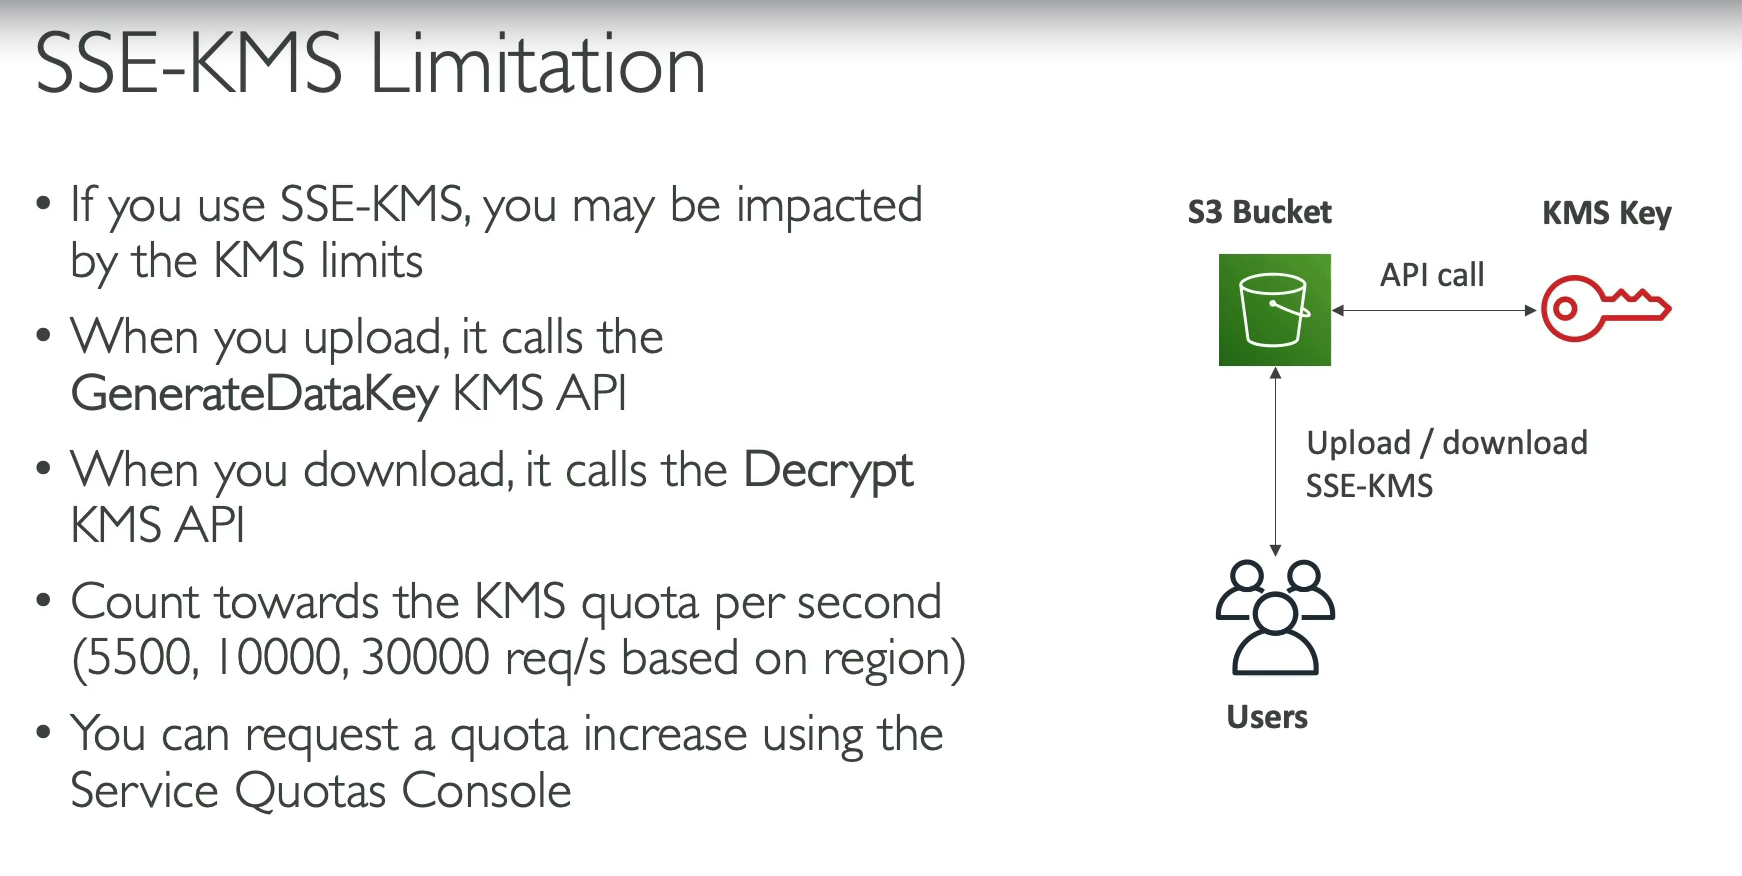 SSE-KMS Limitation
• If you use SSE-KMS, you may be impacted
by the KMS limits
• When you upload, it calls the
GenerateDataKey KMS API
• When you download, it calls the Decrypt
KMS API
• Count towards the KMS quota per second
(5500, 10000, 30000 req/s based on region)
• You can request a quota increase using the
Service Quotas Console
S3 Bucket
KMS Key
API call
Upload / download
SSE-KMS
Users